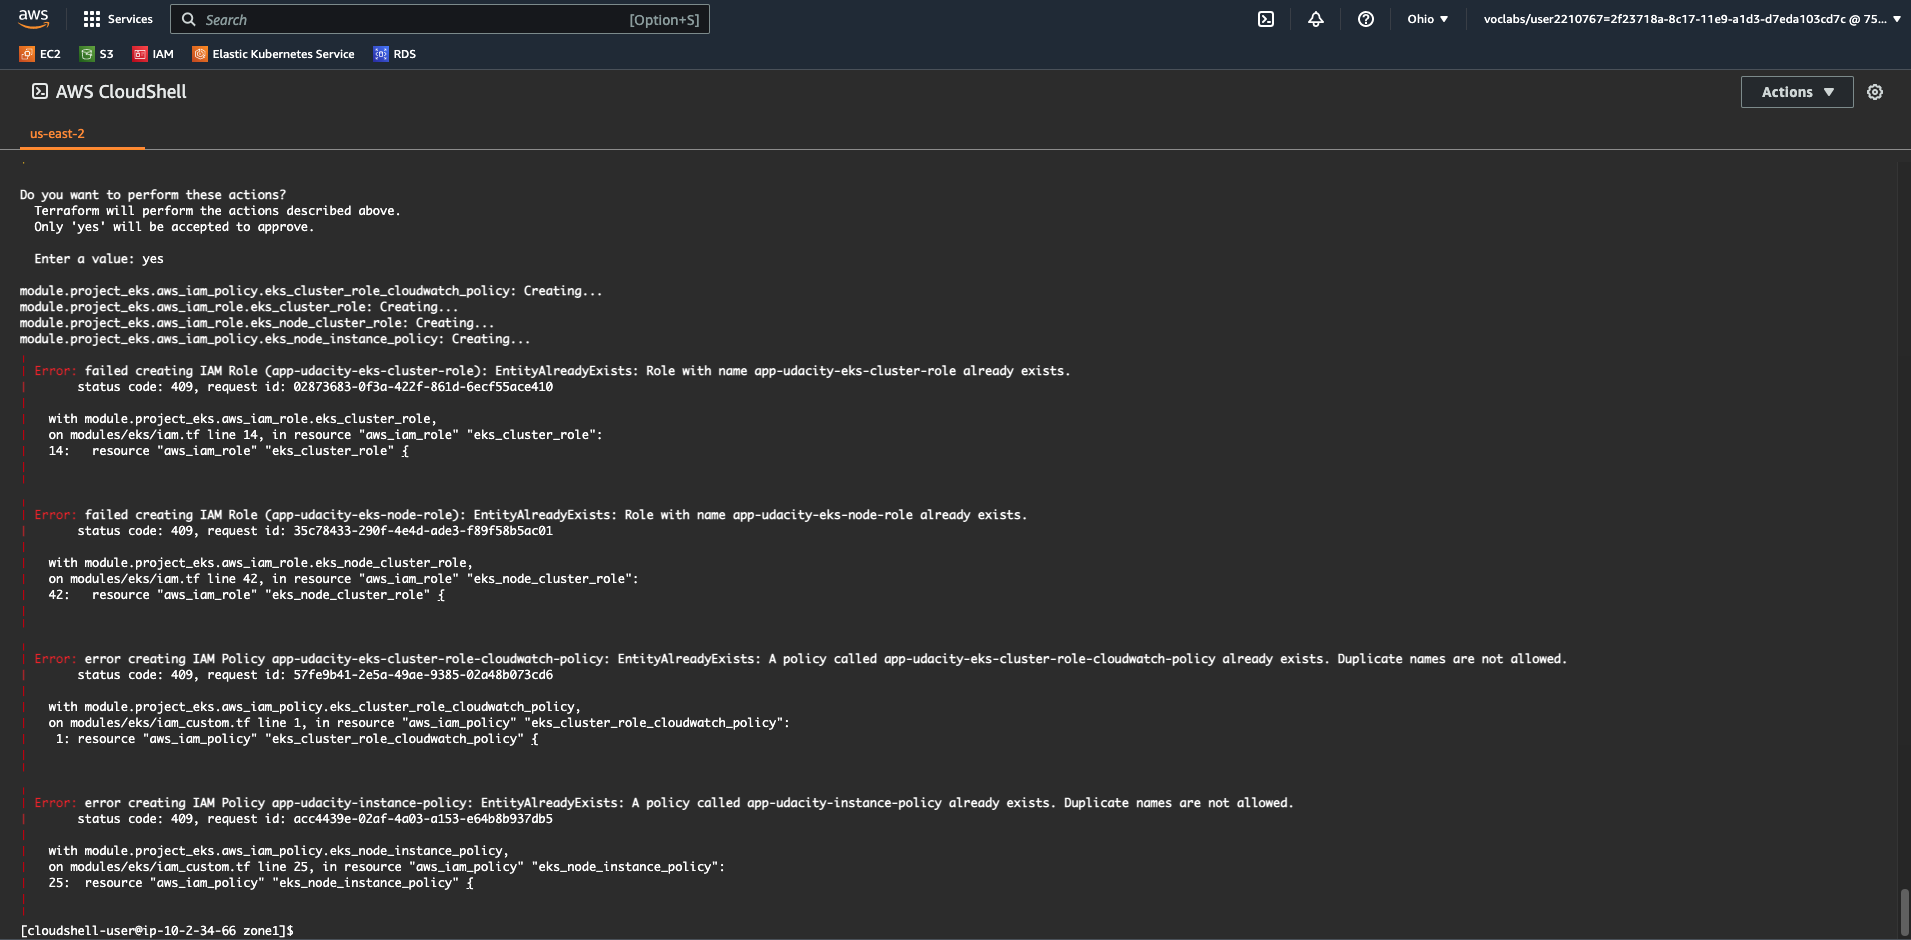 aws
Services
Search
[Option+S]
Ohio ▼
voclabs/user2210767=2f23718a-8c17-11e9-a1d3-d7eda103cd7c @ 75... ▼
EC2
S3
IAM
Elastic Kubernetes Service
RDS
AWS CloudShell
Actions ▼
us-east-2
Do you want to perform these actions?
Terraform will perform the actions described above.
Only 'yes' will be accepted to approve.
Enter a value: yes
module.project_eks.aws_iam_policy.eks_cluster_role_cloudwatch_policy: Creating...
module.project_eks.aws_iam_role.eks_cluster_role: Creating...
module.project_eks.aws_iam_role.eks_node_cluster_role: Creating...
module.project_eks.aws_iam_policy.eks_node_instance_policy: Creating...
Error: failed creating IAM Role (app-udacity-eks-cluster-role): EntityAlreadyExists: Role with name app-udacity-eks-cluster-role already exists.
status code: 409, request id: 02873683-0f3a-422f-861d-6ecf55ace410
with module.project_eks.aws_iam_role.eks_cluster_role,
on modules/eks/iam.tf line 14, in resource "aws_iam_role" "eks_cluster_role":
14:   resource "aws_iam_role" "eks_cluster_role" {
Error: failed creating IAM Role (app-udacity-eks-node-role): EntityAlreadyExists: Role with name app-udacity-eks-node-role already exists.
status code: 409, request id: 35c78433-290f-4e4d-ade3-f89f58b5ac01
with module.project_eks.aws_iam_role.eks_node_cluster_role,
on modules/eks/iam.tf line 42, in resource "aws_iam_role" "eks_node_cluster_role":
42:   resource "aws_iam_role" "eks_node_cluster_role" {
Error: error creating IAM Policy app-udacity-eks-cluster-role-cloudwatch-policy: EntityAlreadyExists: A policy called app-udacity-eks-cluster-role-cloudwatch-policy already exists. Duplicate names are not allowed.
status code: 409, request id: 57fe9b41-2e5a-49ae-9385-02a48b073cd6
with module.project_eks.aws_iam_policy.eks_cluster_role_cloudwatch_policy,
on modules/eks/iam_custom.tf line 1, in resource "aws_iam_policy" "eks_cluster_role_cloudwatch_policy":
1: resource "aws_iam_policy" "eks_cluster_role_cloudwatch_policy" {
Error: error creating IAM Policy app-udacity-instance-policy: EntityAlreadyExists: A policy called app-udacity-instance-policy already exists. Duplicate names are not allowed.
status code: 409, request id: acc4439e-02af-4a03-a153-e64b8b937db5
with module.project_eks.aws_iam_policy.eks_node_instance_policy,
on modules/eks/iam_custom.tf line 25, in resource "aws_iam_policy" "eks_node_instance_policy":
25:  resource "aws_iam_policy" "eks_node_instance_policy" {
[cloudshell-user@ip-10-2-34-66 zone1]$